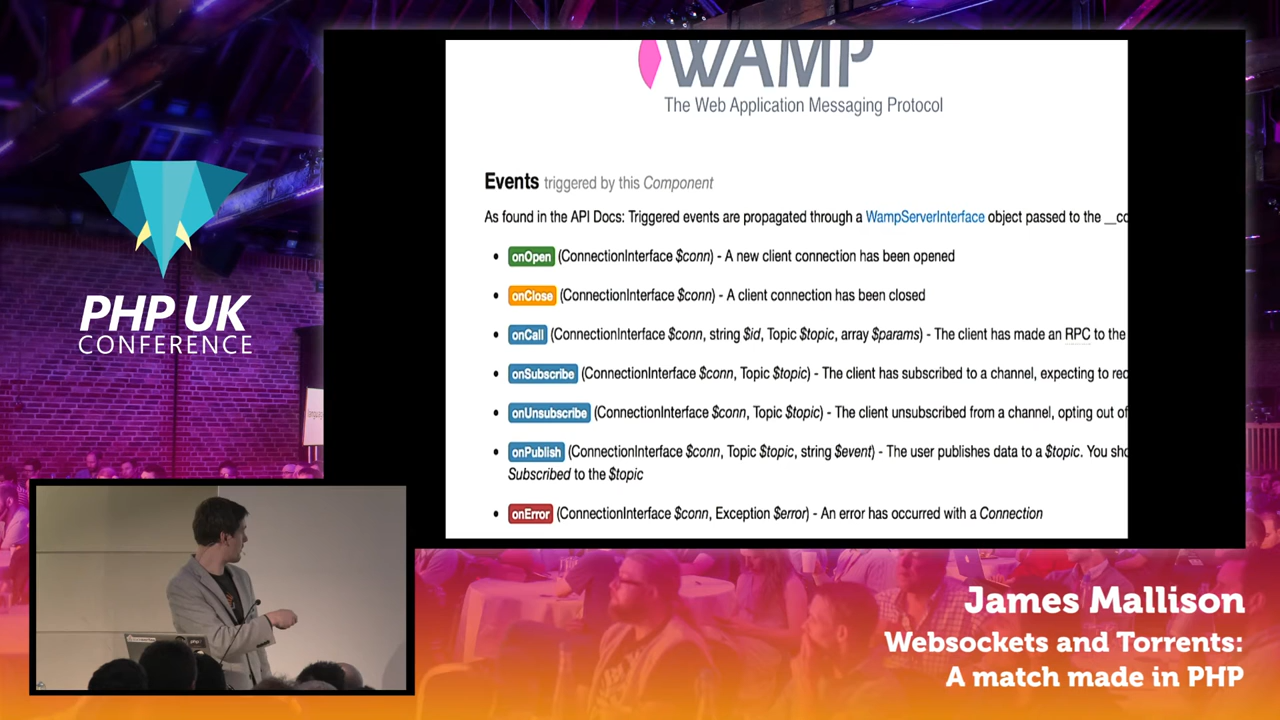 WAMP
The Web Application Messaging Protocol
Events triggered by this Component
As found in the API Docs: Triggered events are propagated through a WampServerInterface object passed to the __co
onOpen (ConnectionInterface $conn) - A new client connection has been opened
onClose (ConnectionInterface $conn) - A client connection has been closed
onCall (ConnectionInterface $conn, string $id, Topic $topic, array $params) - The client has made an RPC to the
onSubscribe (ConnectionInterface $conn, Topic $topic) - The client has subscribed to a channel, expecting to rec
onUnsubscribe (ConnectionInterface $conn, Topic $topic) - The client unsubscribed from a channel, opting out of
onPublish (ConnectionInterface $conn, Topic $topic, string $event) - The user publishes data to a $topic. You sho
Subscribed to the $topic
onError (ConnectionInterface $conn, Exception $error) - An error has occurred with a Connection
PHP UK
CONFERENCE
James Mallison
Websockets and Torrents:
A match made in PHP